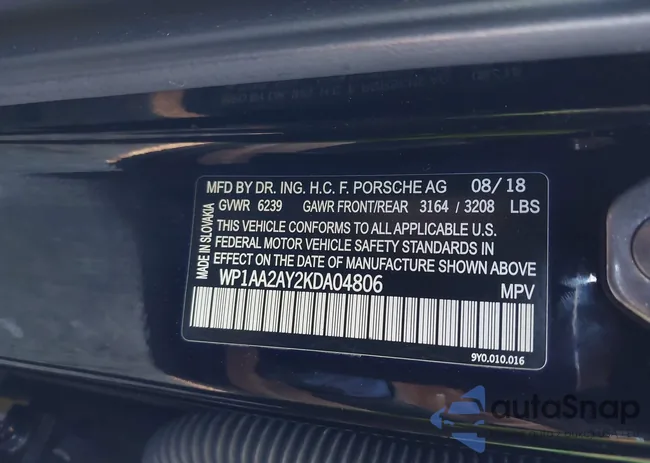 MFD BY DR. ING. H.C. F. PORSCHE AG 08/18
GVWR 6239 GAWR FRONT/REAR 3164 / 3208 LBS
THIS VEHICLE CONFORMS TO ALL APPLICABLE U.S.
FEDERAL MOTOR VEHICLE SAFETY STANDARDS IN
EFFECT ON THE DATE OF MANUFACTURE SHOWN ABOVE
WP1AA2AY2KDA04806 MPV
MADE IN SLOVAKIA
9Y0.010.016
autoSnap